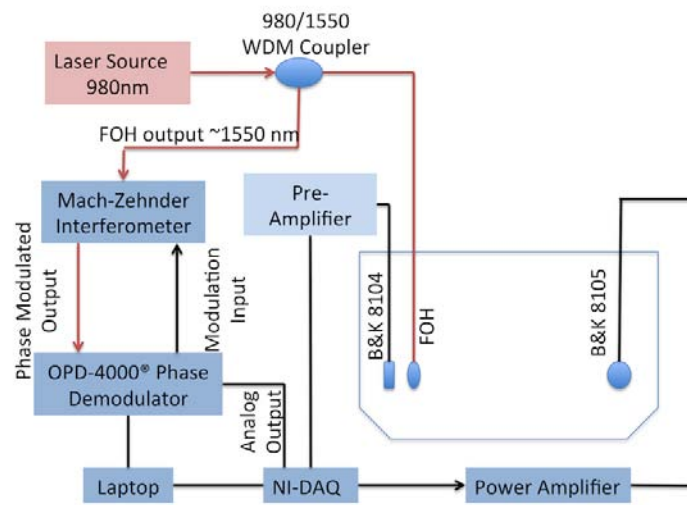 980/1550
WDM Coupler
Laser Source
980nm
FOH output ~1550 nm
Mach-Zehnder
Interferometer
Pre-
Amplifier
Phase Modulated
Output
Modulation
Input
B&K 8104
FOH
B&K 8105
OPD-4000® Phase
Demodulator
Analog
Output
Laptop
NI-DAQ
Power Amplifier